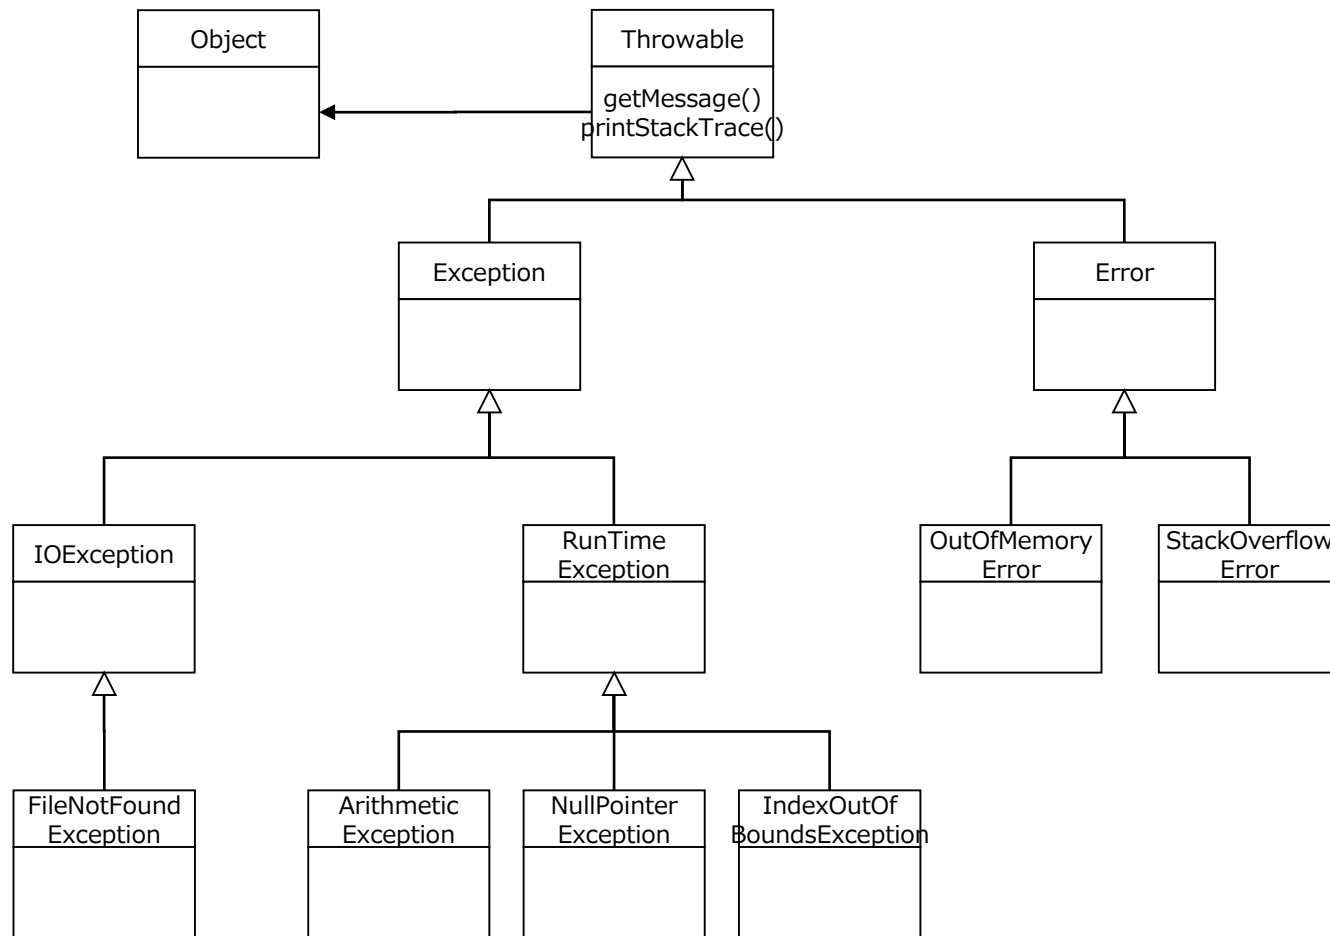 Object
Throwable
getMessage()
printStackTrace()
Exception
Error
IOException
RunTime
Exception
OutOfMemory
Error
StackOverflow
Error
FileNotFound
Exception
Arithmetic
Exception
NullPointer
Exception
IndexOutOf
BoundsException